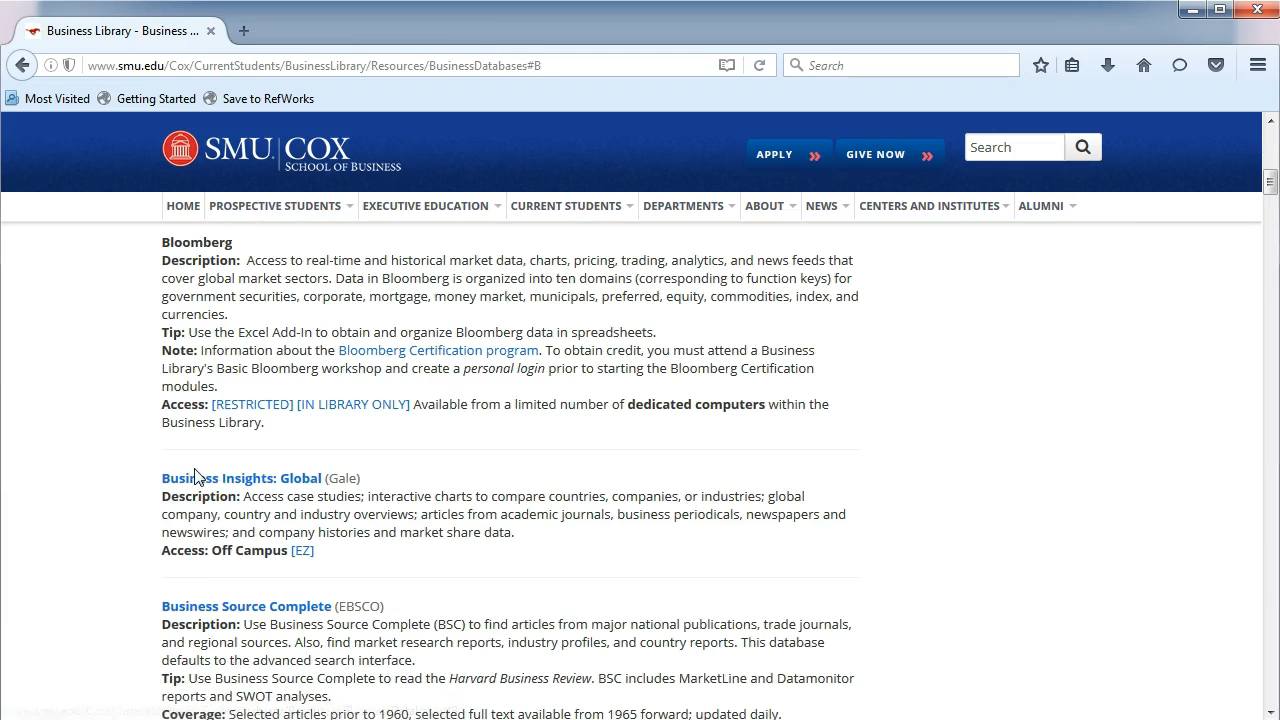 Business Library - Business ...
www.smu.edu/Cox/CurrentStudents/BusinessLibrary/Resources/BusinessDatabases#B
Search
Most Visited Getting Started Save to RefWorks
SMU COX SCHOOL OF BUSINESS
APPLY GIVE NOW Search
HOME PROSPECTIVE STUDENTS EXECUTIVE EDUCATION CURRENT STUDENTS DEPARTMENTS ABOUT NEWS CENTERS AND INSTITUTES ALUMNI
Bloomberg
Description: Access to real-time and historical market data, charts, pricing, trading, analytics, and news feeds that
cover global market sectors. Data in Bloomberg is organized into ten domains (corresponding to function keys) for
government securities, corporate, mortgage, money market, municipals, preferred, equity, commodities, index, and
currencies.
Tip: Use the Excel Add-In to obtain and organize Bloomberg data in spreadsheets.
Note: Information about the Bloomberg Certification program. To obtain credit, you must attend a Business
Library's Basic Bloomberg workshop and create a personal login prior to starting the Bloomberg Certification
modules.
Access: [RESTRICTED] [IN LIBRARY ONLY] Available from a limited number of dedicated computers within the
Business Library.
Business Insights: Global (Gale)
Description: Access case studies; interactive charts to compare countries, companies, or industries; global
company, country and industry overviews; articles from academic journals, business periodicals, newspapers and
newswires; and company histories and market share data.
Access: Off Campus [EZ]
Business Source Complete (EBSCO)
Description: Use Business Source Complete (BSC) to find articles from major national publications, trade journals,
and regional sources. Also, find market research reports, industry profiles, and country reports. This database
defaults to the advanced search interface.
Tip: Use Business Source Complete to read the Harvard Business Review. BSC includes MarketLine and Datamonitor
reports and SWOT analyses.
Coverage: Selected articles prior to 1960, selected full text available from 1965 forward; updated daily.